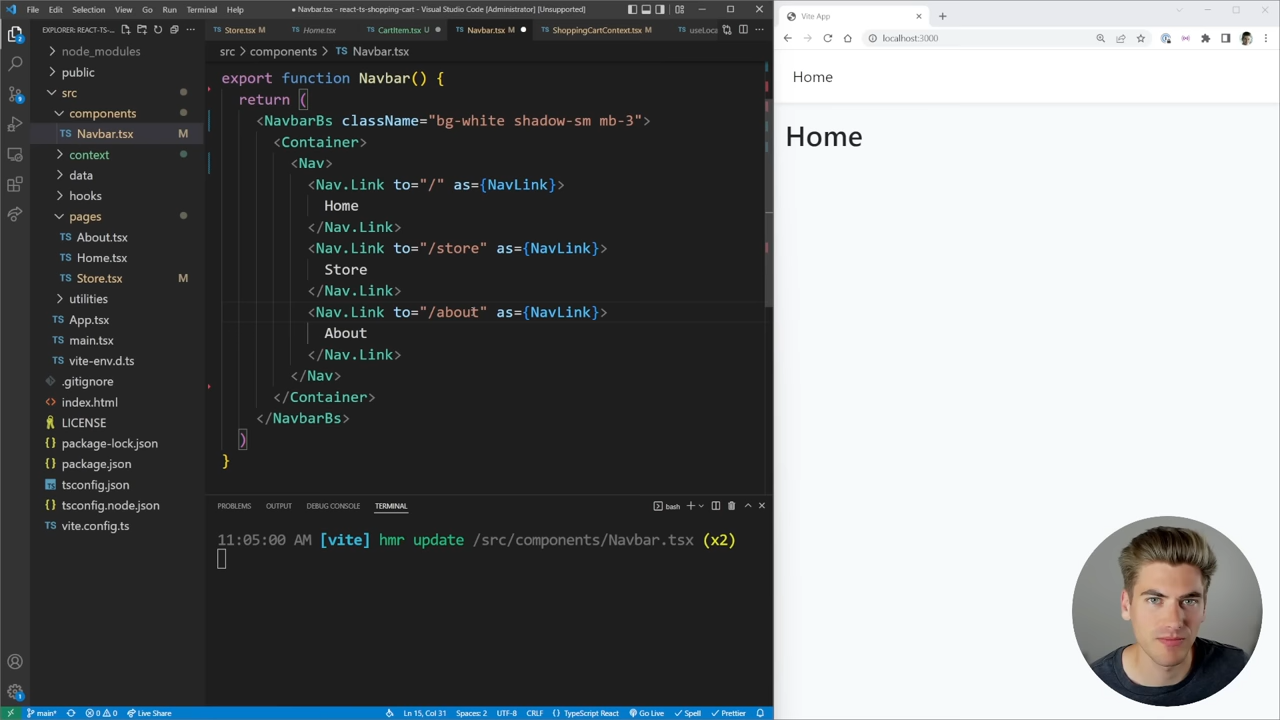 File Edit Selection View Go Run Terminal Help ● Navbar.tsx - react-ts-shopping-cart - Visual Studio Code [Administrator] [Unsupported]
Vite App
EXPLORER: REACT-TS-...
Store.tsx M
Home.tsx
CartItem.tsx U
Navbar.tsx M
ShoppingCartContext.tsx M
useLoca
localhost:3000
src > components > Navbar.tsx
node_modules
public
src
components
Navbar.tsx M
context
data
hooks
pages
About.tsx
Home.tsx
Store.tsx M
utilities
App.tsx
main.tsx
vite-env.d.ts
.gitignore
index.html
LICENSE
package-lock.json
package.json
tsconfig.json
tsconfig.node.json
vite.config.ts
export function Navbar() {
return (
<NavbarBs className="bg-white shadow-sm mb-3">
<Container>
<Nav>
<Nav.Link to="/" as={NavLink}>
Home
</Nav.Link>
<Nav.Link to="/store" as={NavLink}>
Store
</Nav.Link>
<Nav.Link to="/about" as={NavLink}>
About
</Nav.Link>
</Nav>
</Container>
</NavbarBs>
)
}
PROBLEMS OUTPUT DEBUG CONSOLE TERMINAL bash
11:05:00 AM [vite] hmr update /src/components/Navbar.tsx (x2)
Home
Home
main* 0 0 Live Share Ln 15, Col 31 Spaces: 2 UTF-8 CRLF { } TypeScript React Go Live Spell Prettier